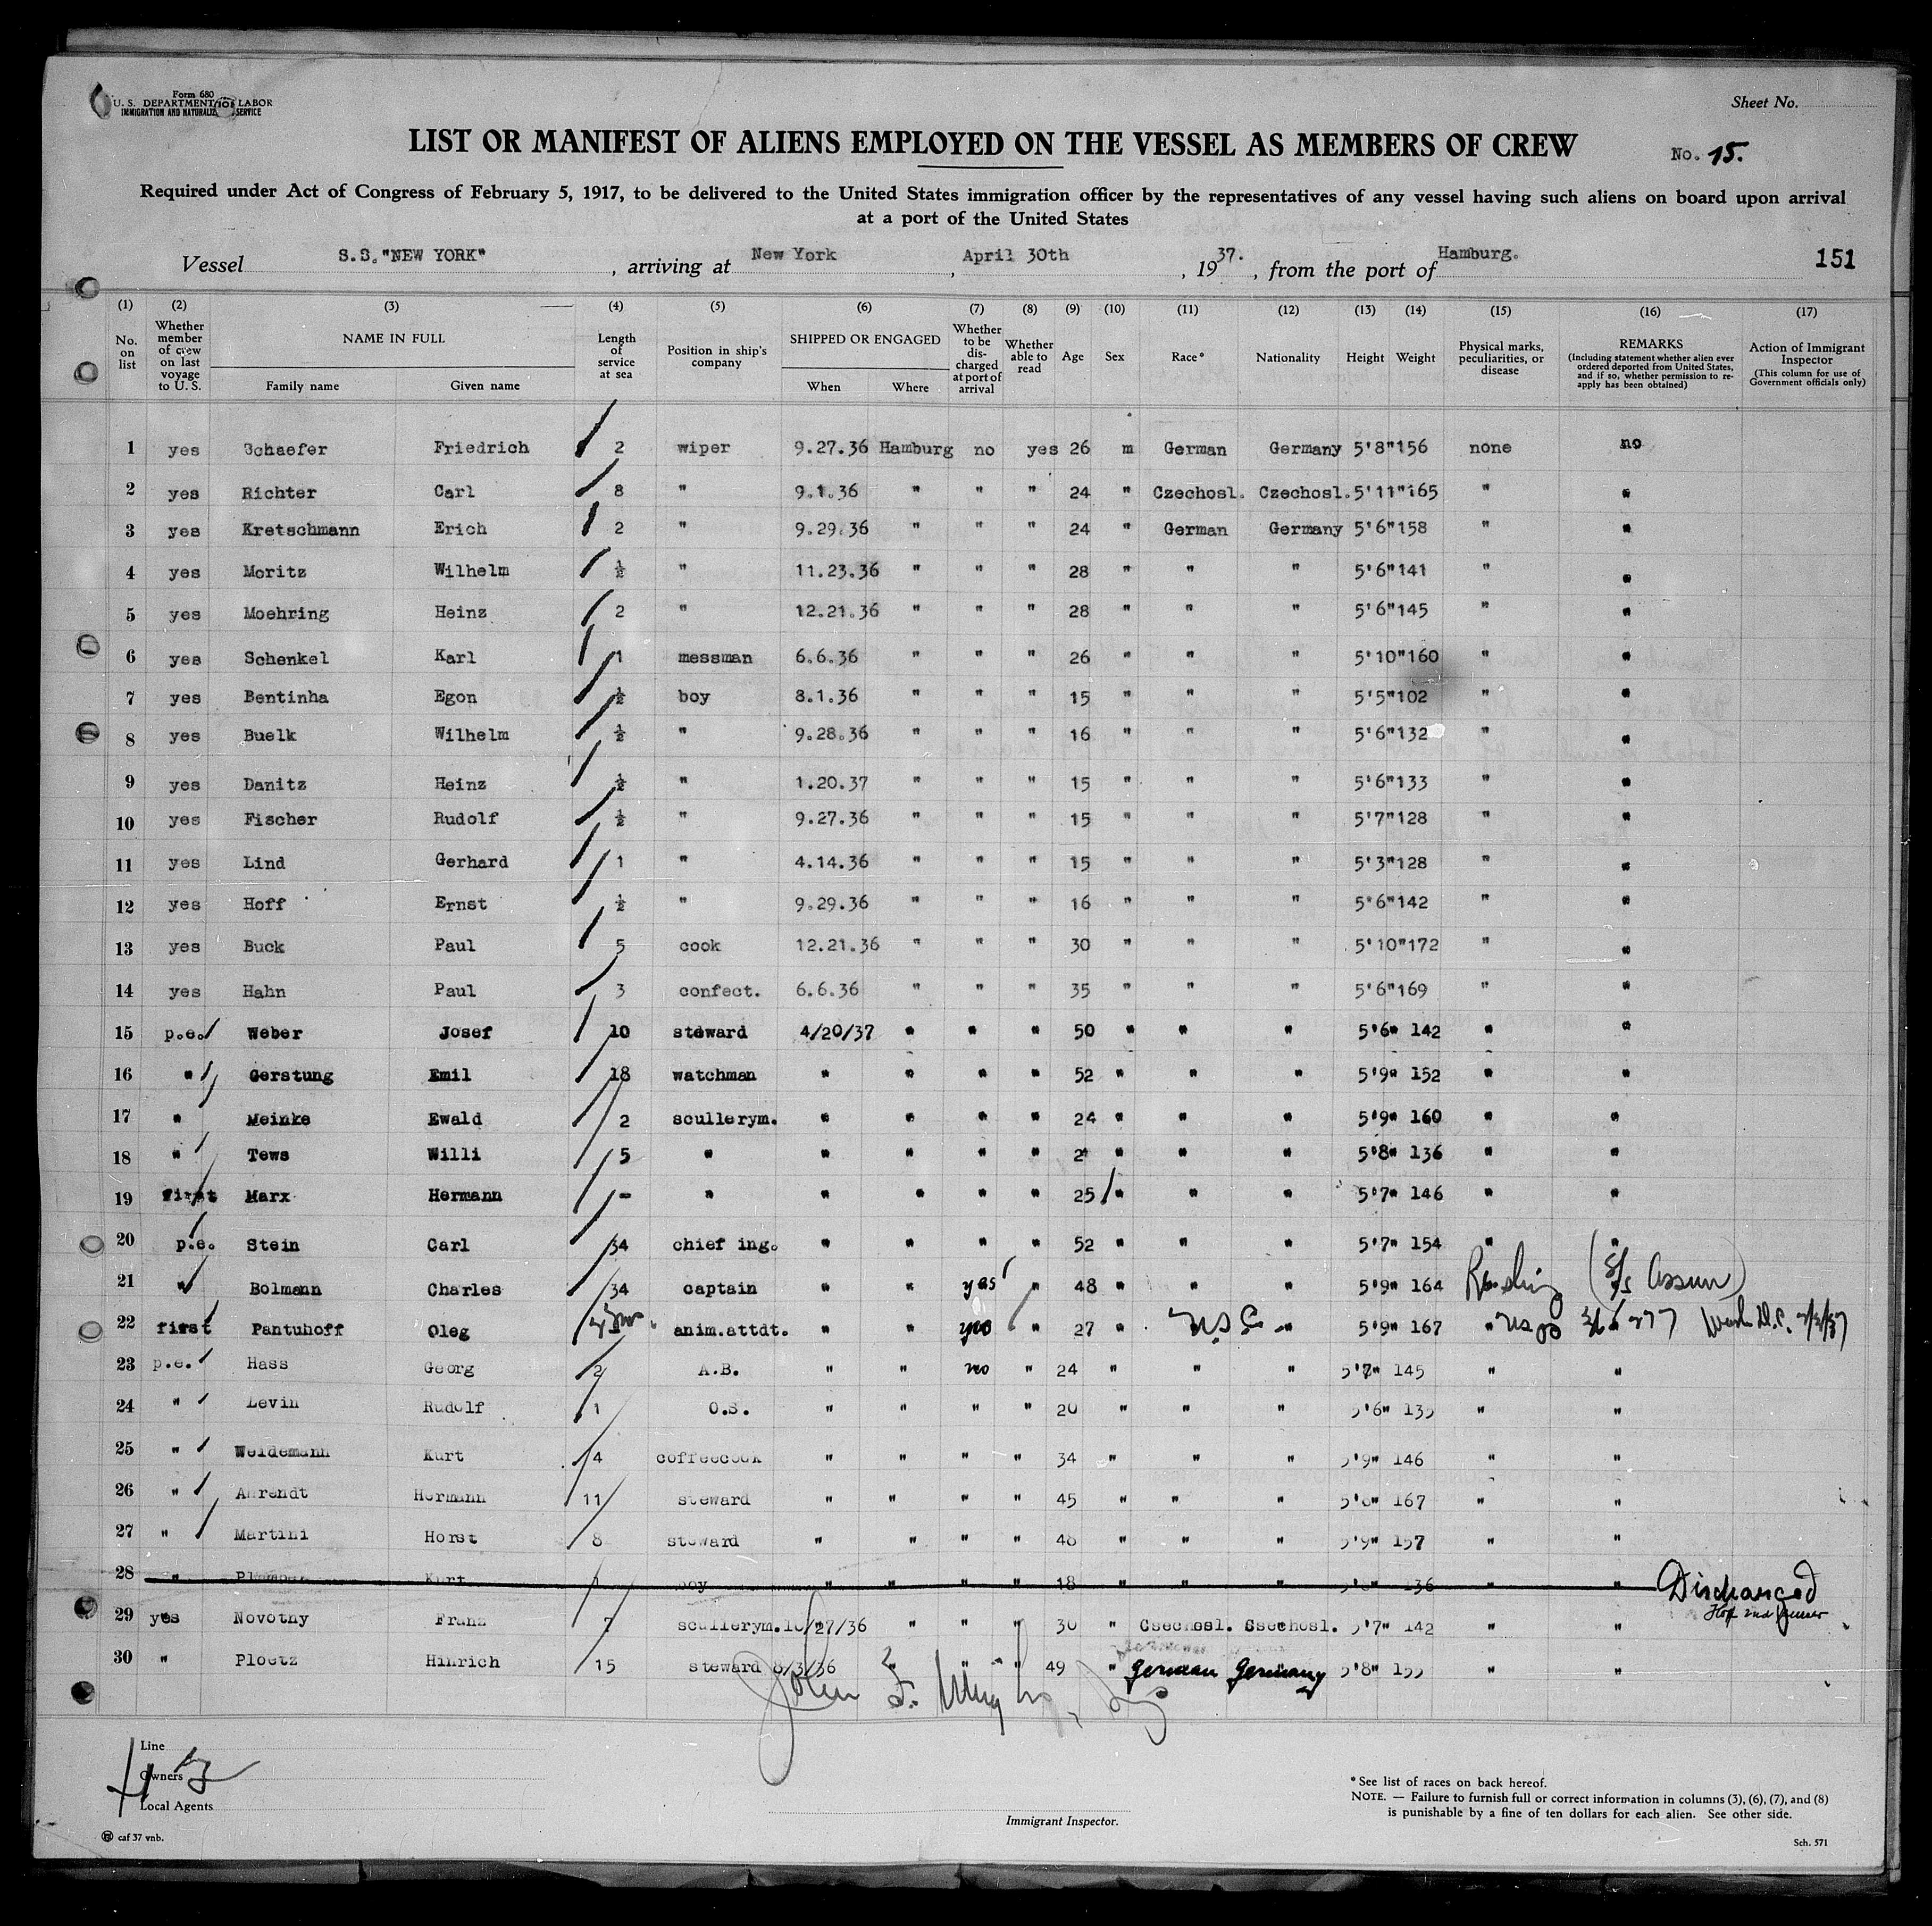 Form 680
U. S. DEPARTMENT LABOR
IMMIGRATION AND SERVICE
Sheet No.
LIST OR MANIFEST OF ALIENS EMPLOYED ON THE VESSEL AS MEMBERS OF CREW
No. 15.
Required under Act of Congress of February 5, 1917, to be delivered to the United States immigration officer by the representatives of any vessel having such aliens on board upon arrival
at a port of the United States
Vessel S.S."NEW YORK" , arriving at New York , April 30th , 1937. , from the port of Hamburg. 151
(1) (2) (3) (4) (5) (6) (7) (8) (9) (10) (11) (12) (13) (14) (15) (16) (17)
No. on list Whether member of crew on last voyage to U. S. NAME IN FULL Family name Given name Length of service at sea Position in ship's company SHIPPED OR ENGAGED When Where Whether to be dis- charged at port of arrival Whether able to read Age Sex Race* Nationality Height Weight Physical marks, peculiarities, or disease REMARKS (Including statement whether alien ever ordered deported from United States, and if so, whether permission to re- apply has been obtained) Action of Immigrant Inspector (This column for use of Government officials only)
1 yes Schaefer Friedrich 2 wiper 9.27.36 Hamburg no yes 26 m German Germany 5'8" 156 none no
2 yes Richter Carl 8 " 9.1.36 " " " 24 " Czechosl. Czechosl. 5'11" 165 " "
3 yes Kretschmann Erich 2 " 9.29.36 " " " 24 " German Germany 5'6" 158 " "
4 yes Moritz Wilhelm ½ " 11.23.36 " " " 28 " " " 5'6" 141 " "
5 yes Moehring Heinz 2 " 12.21.36 " " " 28 " " " 5'6" 145 " "
6 yes Schenkel Karl 1 messman 6.6.36 " " " 26 " " " 5'10" 160 " "
7 yes Bentinha Egon ½ boy 8.1.36 " " " 15 " " " 5'5" 102 " "
8 yes Buelk Wilhelm ½ " 9.28.36 " " " 16 " " " 5'6" 132 " "
9 yes Danitz Heinz ½ " 1.20.37 " " " 15 " " " 5'6" 133 " "
10 yes Fischer Rudolf ½ " 9.27.36 " " " 15 " " " 5'7" 128 " "
11 yes Lind Gerhard 1 " 4.14.36 " " " 15 " " " 5'3" 128 " "
12 yes Hoff Ernst ½ " 9.29.36 " " " 16 " " " 5'6" 142 " "
13 yes Buck Paul 5 cook 12.21.36 " " " 30 " " " 5'10" 172 " "
14 yes Hahn Paul 3 confect. 6.6.36 " " " 35 " " " 5'6" 169 " "
15 p.e. Weber Josef 10 steward 4/20/37 " " " 50 " " " 5'6" 142 " "
16 " Gerstung Emil 18 watchman " " " " 52 " " " 5'9" 152 " "
17 " Meinke Ewald 2 scullerym. " " " " 24 " " " 5'9" 160 " "
18 " Tews Willi 5 " " " " " " " " 5'8" 136 " "
19 first Marx Hermann - " " " " " 25 " " " 5'7" 146 " "
20 p.e. Stein Carl 34 chief ing. " " " " 52 " " " 5'7" 154 " "
21 " Bolmann Charles 34 captain " " yes " 48 " " " 5'9" 164
22 first Pantuhoff Oleg anim.attdt. " " yes " 27 " U.S.C. " 5'9" 167 "
23 p.e. Hass Georg 2 A.B. " " no " 24 " " " 5'7" 145 " "
24 " Levin Rudolf 1 O.S. " " " " 20 " " " 5'6" 135 " "
25 " Weidemann Kurt 4 coffeecook " " " " 34 " " " 5'9" 146 " "
26 " Ahrendt Hermann 11 steward " " " " 45 " " " 167 " "
27 " Martini Horst 8 steward " " " " " " " 5'9" 157 " "
28 " Kurt 1 boy " " " " 18 " " " 136 " " Discharged
29 yes Novotny Franz 7 scullerym. 10/27/36 " " " 30 " Csechosl. Csechosl. 5'7" 142 " "
30 " Ploetz Hinrich 15 steward 8/3/36 " " " 49 " German Germany 5'8" 155 " "
Line
Owners
Local Agents
caf 37 vnb.
Immigrant Inspector.
* See list of races on back hereof.
NOTE. — Failure to furnish full or correct information in columns (3), (6), (7), and (8)
is punishable by a fine of ten dollars for each alien. See other side.
Sch. 571